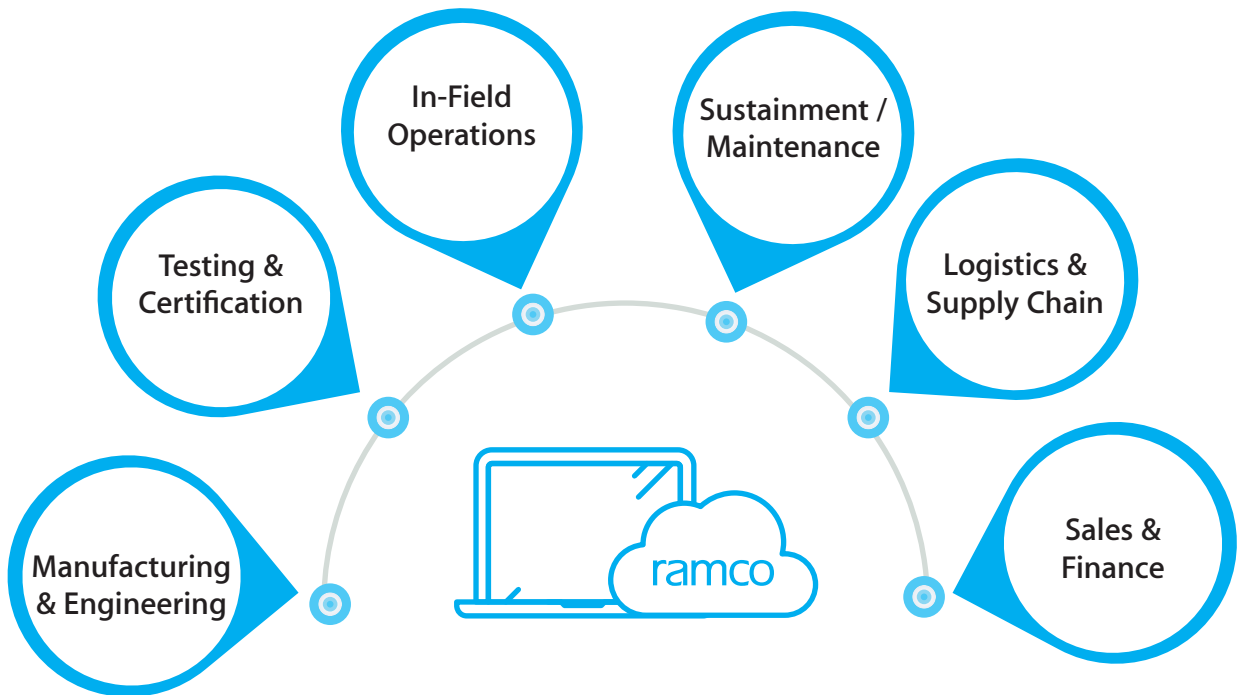 In-Field
Operations
Sustainment /
Maintenance
Testing &
Certification
Logistics &
Supply Chain
Manufacturing
& Engineering
Sales &
Finance
ramco